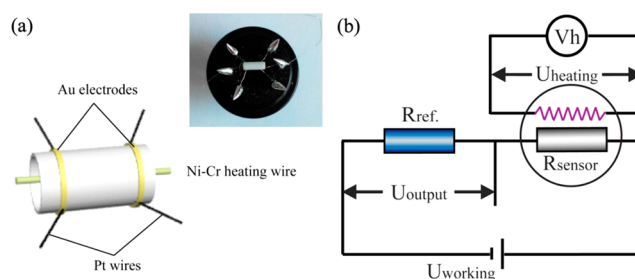 (a)
Au electrodes
Ni-Cr heating wire
Pt wires
(b)
Vh
Uheating
Rref.
Rsensor
Uoutput
Uworking